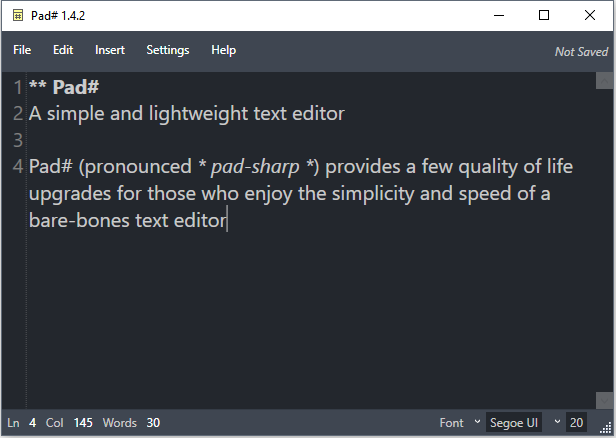 Pad# 1.4.2
File Edit Insert Settings Help Not Saved
1 ** Pad#
2 A simple and lightweight text editor
3
4 Pad# (pronounced * pad-sharp *) provides a few quality of life
upgrades for those who enjoy the simplicity and speed of a
bare-bones text editor
Ln 4 Col 145 Words 30 Font Segoe UI 20